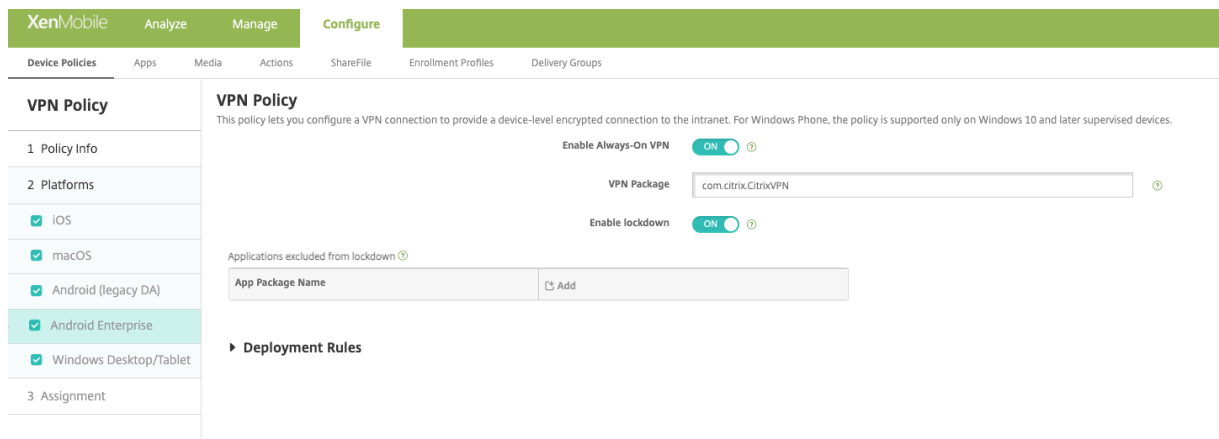 XenMobile Analyze Manage Configure
Device Policies Apps Media Actions ShareFile Enrollment Profiles Delivery Groups
VPN Policy
1 Policy Info
2 Platforms
iOS
macOS
Android (legacy DA)
Android Enterprise
Windows Desktop/Tablet
3 Assignment
VPN Policy
This policy lets you configure a VPN connection to provide a device-level encrypted connection to the intranet. For Windows Phone, the policy is supported only on Windows 10 and later supervised devices.
Enable Always-On VPN ON ?
VPN Package com.citrix.CitrixVPN ?
Enable lockdown ON ?
Applications excluded from lockdown ?
App Package Name Add
Deployment Rules